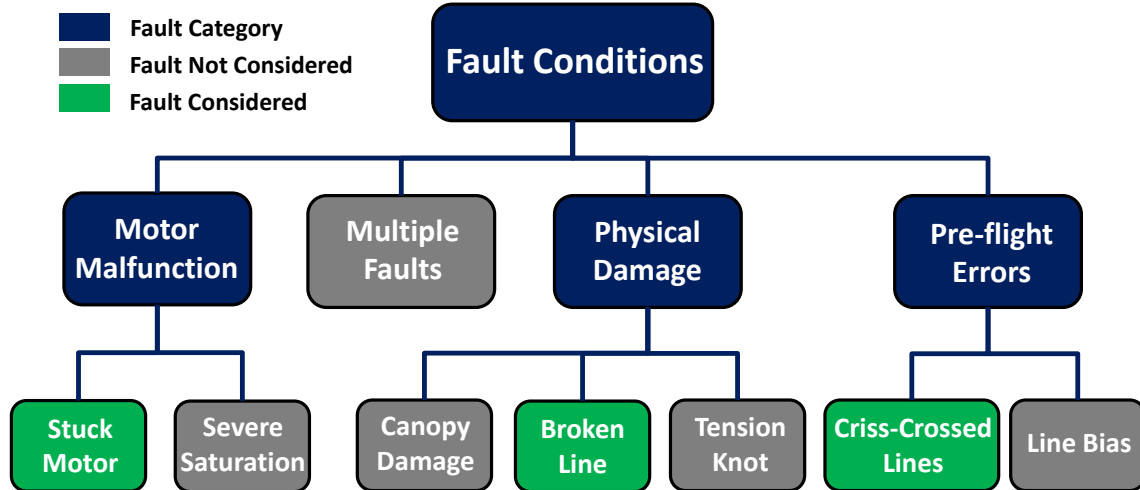 Fault Category
Fault Not Considered
Fault Considered
Fault Conditions
Motor
Malfunction
Multiple
Faults
Physical
Damage
Pre-flight
Errors
Stuck
Motor
Severe
Saturation
Canopy
Damage
Broken
Line
Tension
Knot
Criss-Crossed
Lines
Line Bias